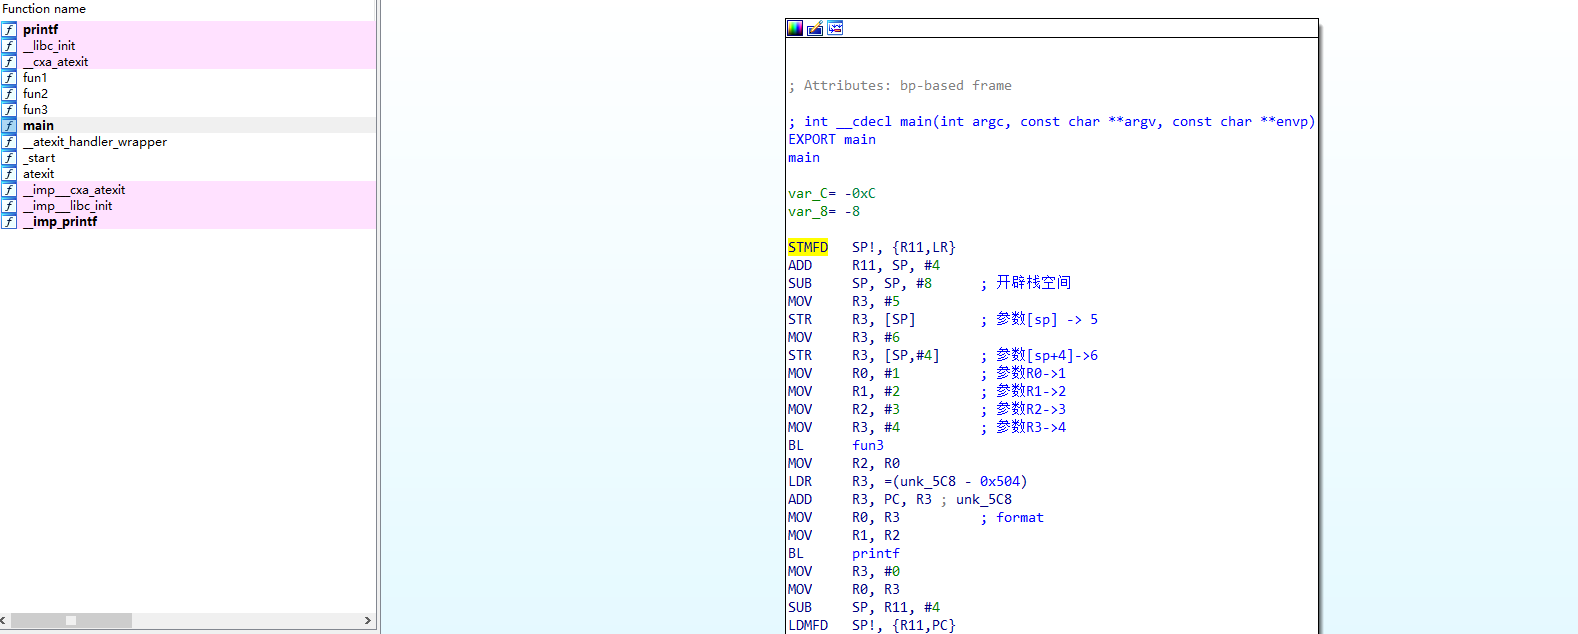 Function name
printf
__libc_init
__cxa_atexit
fun1
fun2
fun3
main
__atexit_handler_wrapper
_start
atexit
__imp___cxa_atexit
__imp___libc_init
__imp_printf
; Attributes: bp-based frame
; int __cdecl main(int argc, const char **argv, const char **envp)
EXPORT main
main
var_C= -0xC
var_8= -8
STMFD SP!, {R11,LR}
ADD R11, SP, #4
SUB SP, SP, #8 ; 开辟栈空间
MOV R3, #5
STR R3, [SP] ; 参数[sp] -> 5
MOV R3, #6
STR R3, [SP,#4] ; 参数[sp+4]->6
MOV R0, #1 ; 参数R0->1
MOV R1, #2 ; 参数R1->2
MOV R2, #3 ; 参数R2->3
MOV R3, #4 ; 参数R3->4
BL fun3
MOV R2, R0
LDR R3, =(unk_5C8 - 0x504)
ADD R3, PC, R3 ; unk_5C8
MOV R0, R3 ; format
MOV R1, R2
BL printf
MOV R3, #0
MOV R0, R3
SUB SP, R11, #4
LDMFD SP!, {R11,PC}